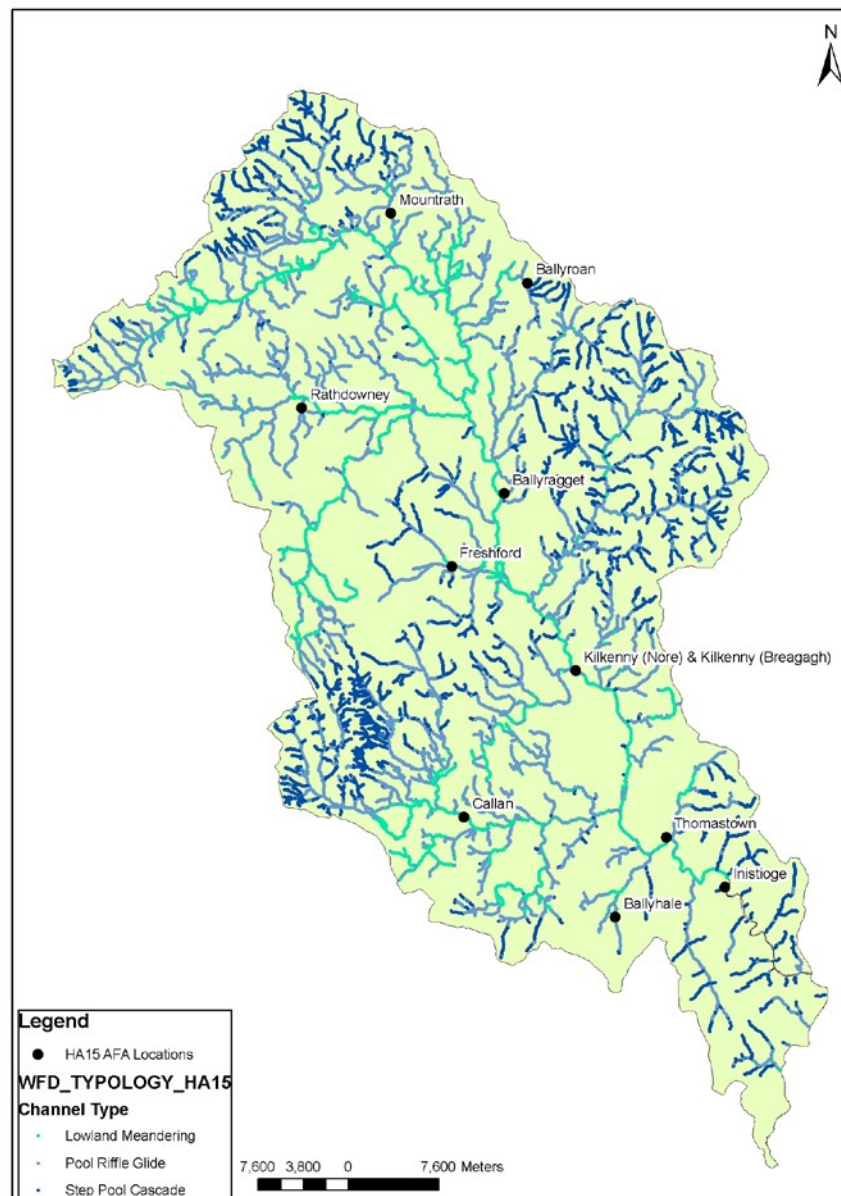 N
Mountrath
Ballyroan
Rathdowney
Ballyragget
Freshford
Kilkenny (Nore) & Kilkenny (Breagagh)
Callan
Thomastown
Inistioge
Ballyhale
Legend
HA15 AFA Locations
WFD_TYPOLOGY_HA15
Channel Type
Lowland Meandering
Pool Riffle Glide
Step Pool Cascade
7,600 3,800 0 7,600 Meters